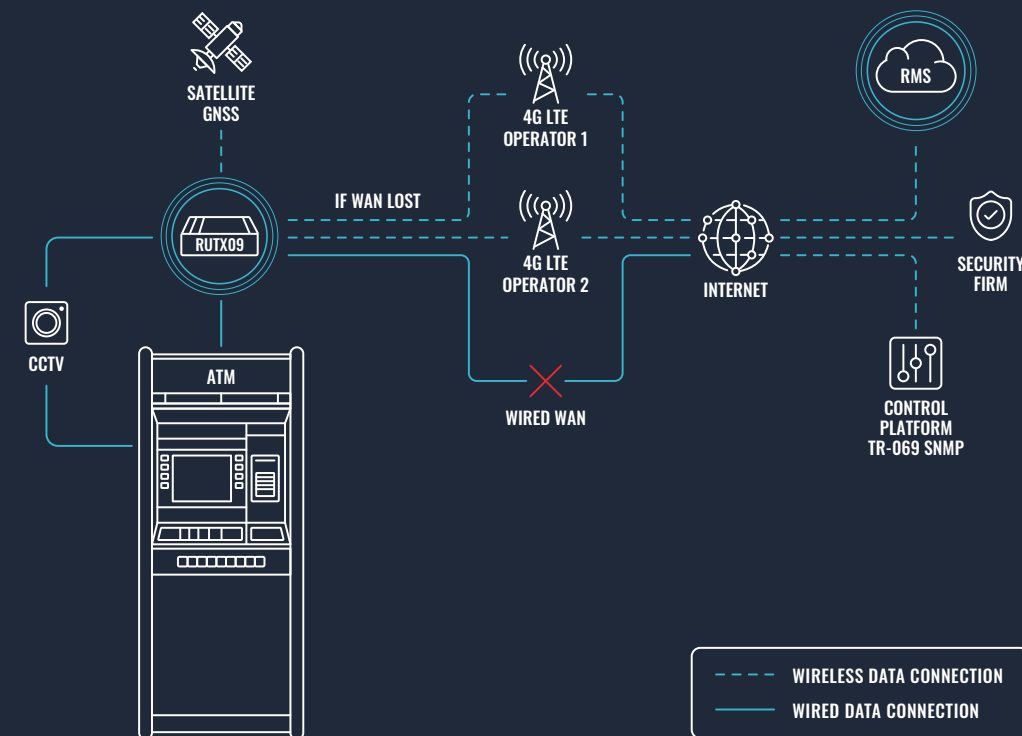 SATELLITE
GNSS
4G LTE
OPERATOR 1
RMS
IF WAN LOST
RUTX09
4G LTE
OPERATOR 2
INTERNET
SECURITY
FIRM
CCTV
ATM
WIRED WAN
CONTROL
PLATFORM
TR-069 SNMP
WIRELESS DATA CONNECTION
WIRED DATA CONNECTION